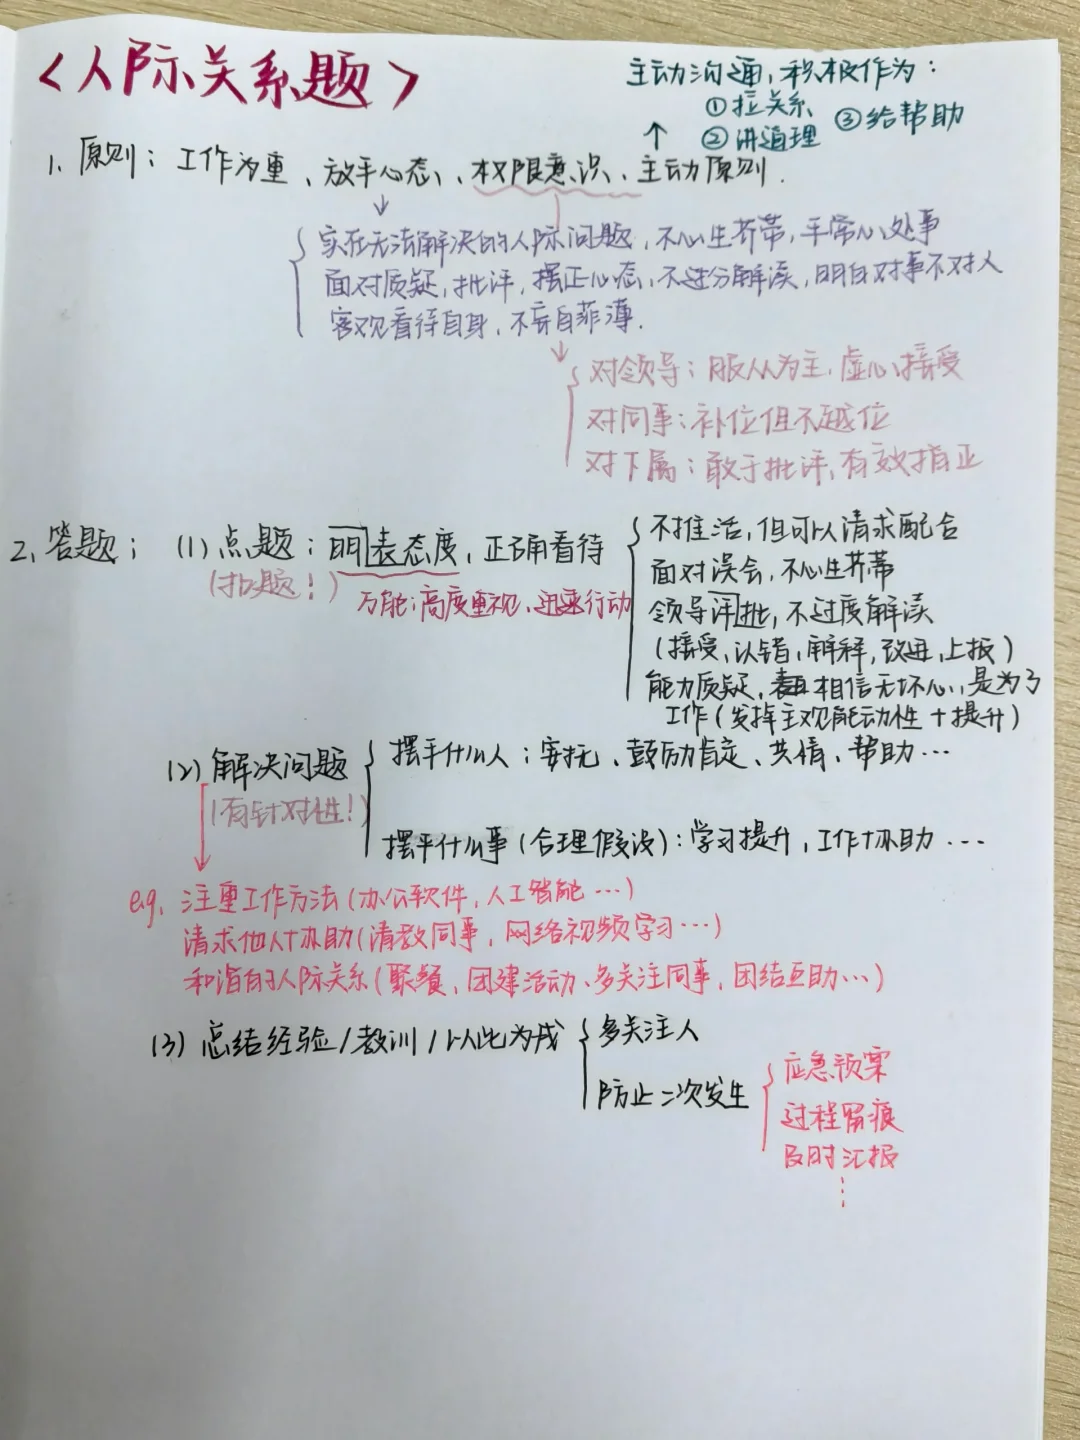 <人际关系题>
主动沟通,积极作为:
①拉关系
②讲道理 ③给帮助
1、原则:工作为重、放平心态、权限意识、主动原则.
实在无法解决的人际问题,不心生芥蒂,平常心处事
面对质疑,批评,摆正心态,不过分解读,明白对事不对人
客观看待自身,不妄自菲薄.
对领导:服从为主,虚心接受
对同事:补位但不越位
对下属:敢于批评,有效指正
2、答题: (1)点题:明表态度,正确看待
(扣题!) 万能:高度重视、迅速行动
不推活,但可以请求配合
面对误会,不心生芥蒂
领导评批,不过度解读
(接受,认错,解释,改进,上报)
能力质疑,相信无坏心,是为了
工作(发挥主观能动性+提升)
(2)解决问题
(有针对性!)
摆平什么人:安抚、鼓励肯定、共情、帮助…
摆平什么事(合理假设):学习提升,工作协助…
e.g. 注重工作方法(办公软件,人工智能…)
请求他人协助(请教同事,网络视频学习…)
和谐的人际关系(聚餐、团建活动、多关注同事,团结互助…)
(3)总结经验/教训/以此为戒
多关注人
防止二次发生
应急预案
过程留痕
及时汇报
⋮